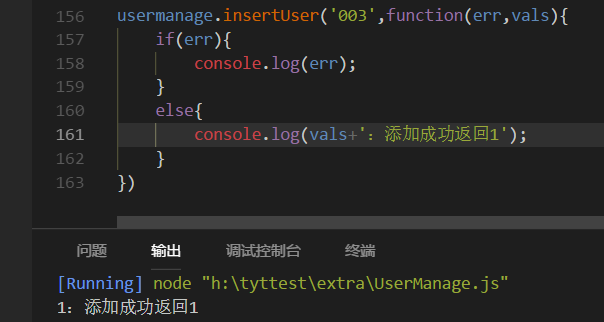 156 usermanage.insertUser('003',function(err,vals){
157 if(err){
158 console.log(err);
159 }
160 else{
161 console.log(vals+'：添加成功返回1');
162 }
163 })
问题 输出 调试控制台 终端
[Running] node "h:\tyttest\extra\UserManage.js"
1：添加成功返回1